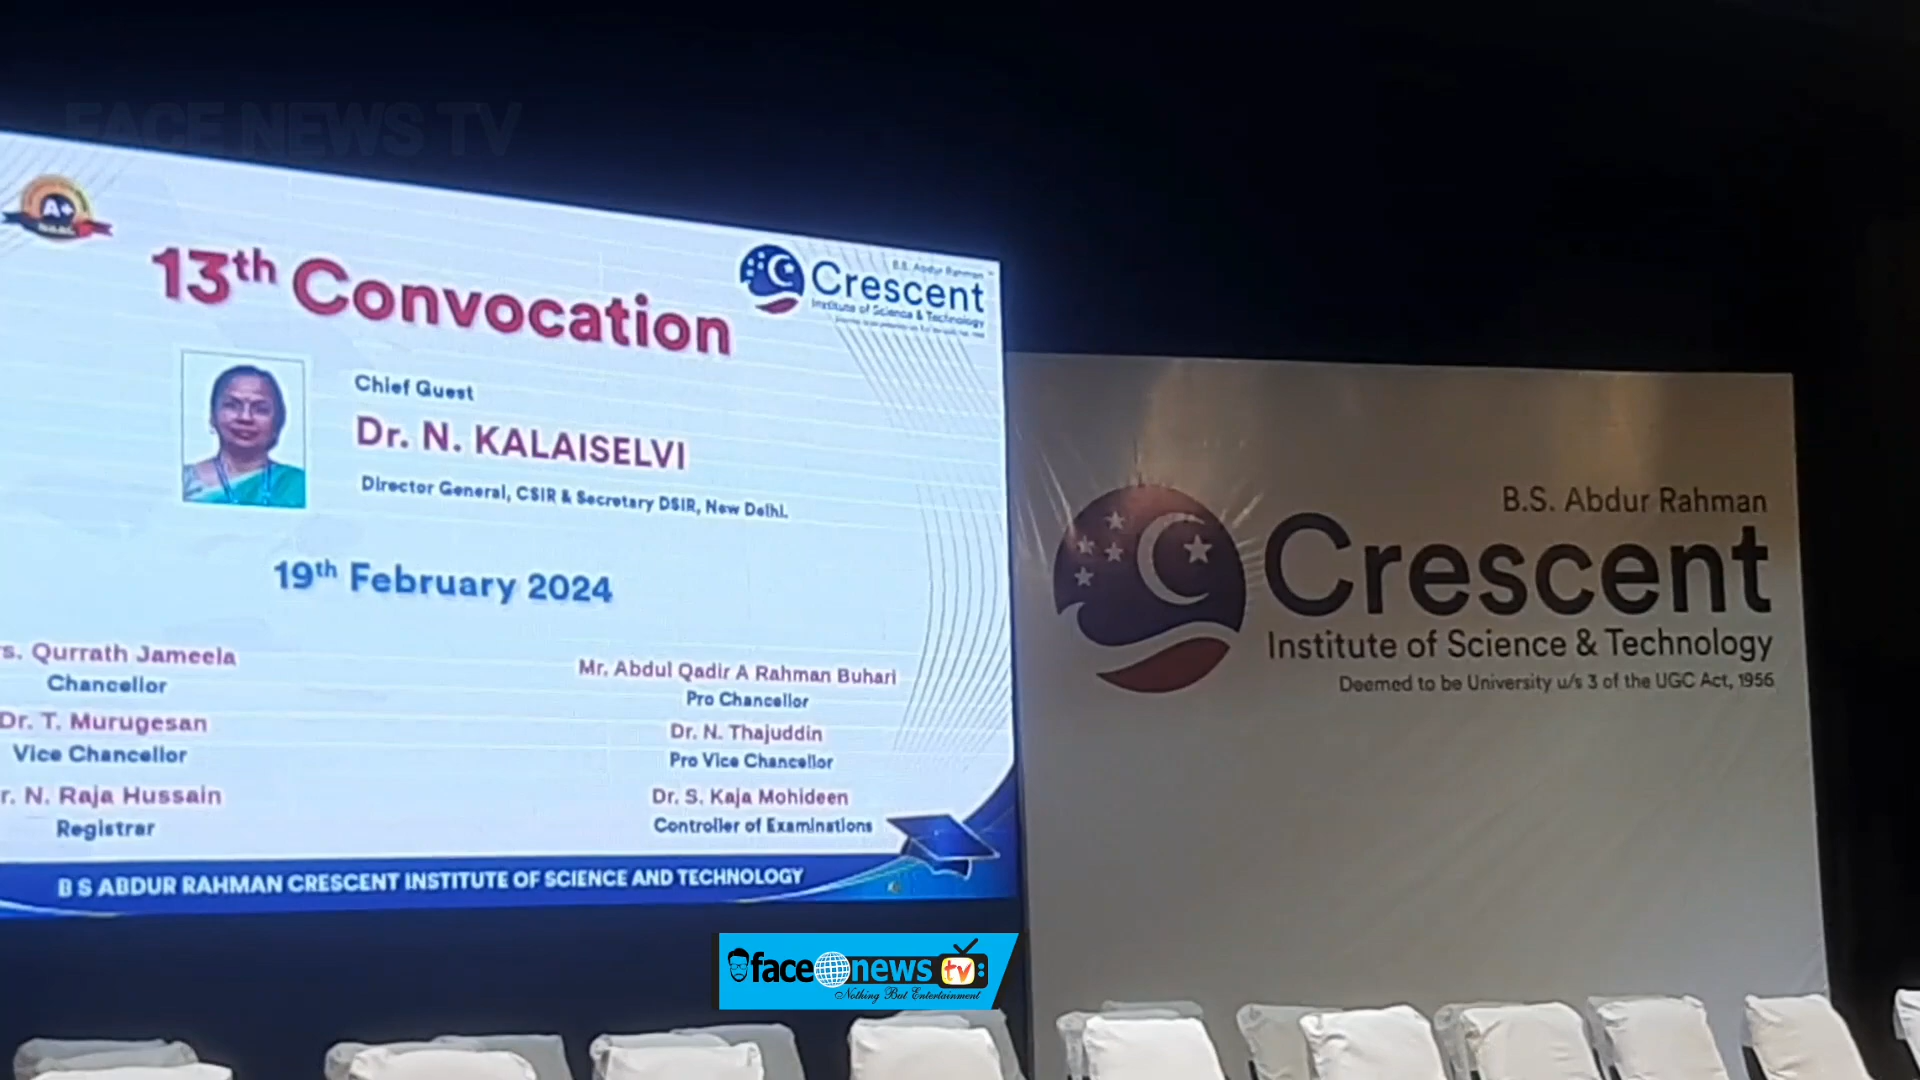 FACE NEWS TV
A+
NAAC
13th Convocation
B.S. Abdur Rahman
Crescent
Institute of Science & Technology
Chief Guest
Dr. N. KALAISELVI
Director General, CSIR & Secretary DSIR, New Delhi.
19th February 2024
s. Qurrath Jameela
Chancellor
Mr. Abdul Qadir A Rahman Buhari
Pro Chancellor
Dr. T. Murugesan
Vice Chancellor
Dr. N. Thajuddin
Pro Vice Chancellor
r. N. Raja Hussain
Registrar
Dr. S. Kaja Mohideen
Controller of Examinations
B S ABDUR RAHMAN CRESCENT INSTITUTE OF SCIENCE AND TECHNOLOGY
B.S. Abdur Rahman
Crescent
Institute of Science & Technology
Deemed to be University u/s 3 of the UGC Act, 1956
face news tv
Nothing But Entertainment